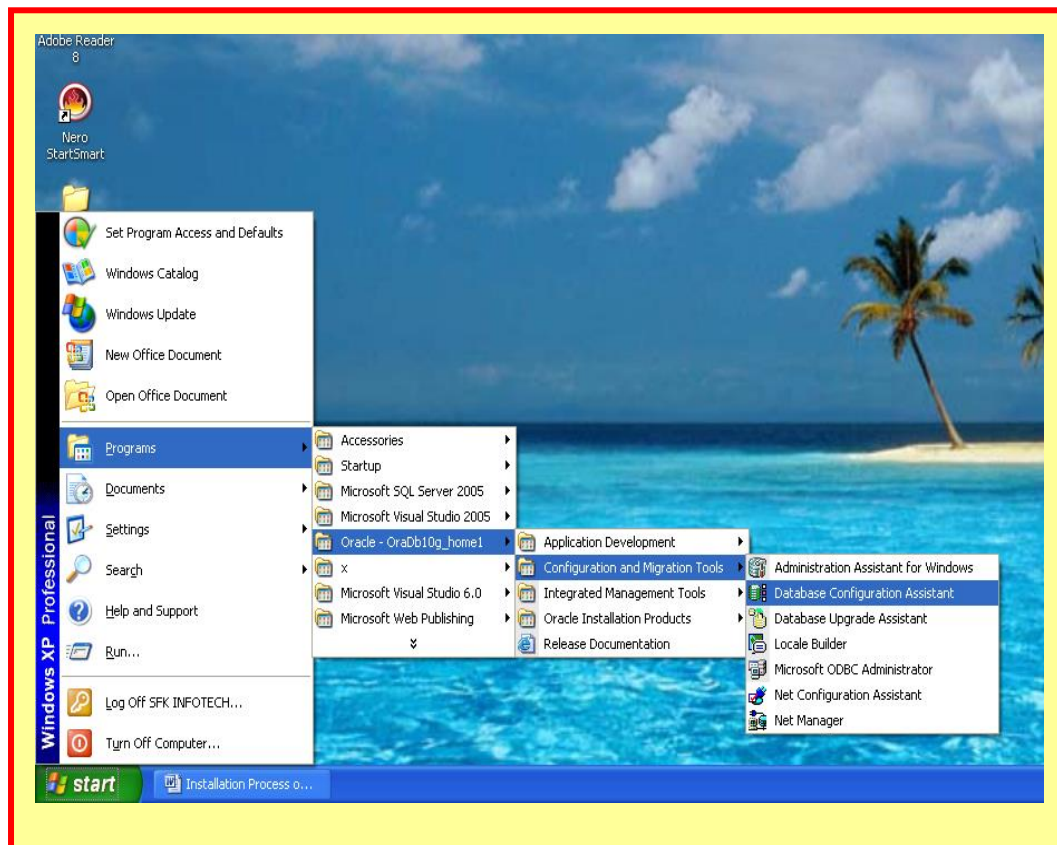 Adobe Reader
8
Nero
StartSmart
Set Program Access and Defaults
Windows Catalog
Windows Update
New Office Document
Open Office Document
Programs
Documents
Settings
Search
Help and Support
Run...
Log Off SFK INFOTECH...
Turn Off Computer...
Windows XP Professional
Accessories
Startup
Microsoft SQL Server 2005
Microsoft Visual Studio 2005
Oracle - OraDb10g_home1
x
Microsoft Visual Studio 6.0
Microsoft Web Publishing
Application Development
Configuration and Migration Tools
Integrated Management Tools
Oracle Installation Products
Release Documentation
Administration Assistant for Windows
Database Configuration Assistant
Database Upgrade Assistant
Locale Builder
Microsoft ODBC Administrator
Net Configuration Assistant
Net Manager
start
Installation Process o...